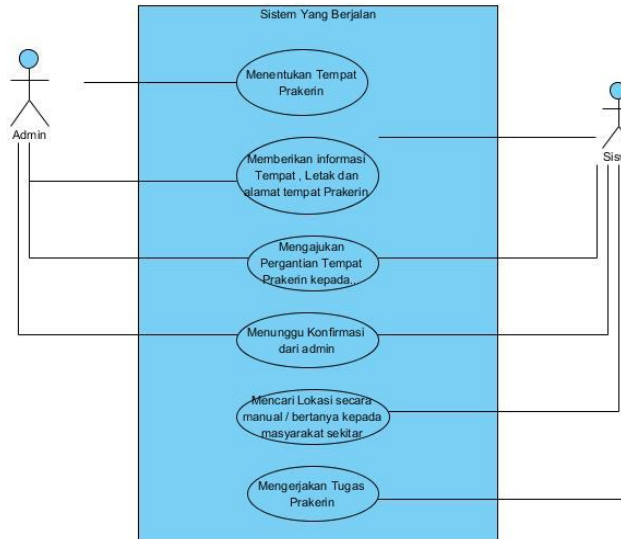 Sistem Yang Berjalan
Menentukan Tempat
Prakerin
Admin
Memberikan informasi
Tempat , Letak dan
alamat tempat Prakerin
Mengajukan
Pergantian Tempat
Prakerin kepada..
Menunggu Konfirmasi
dari admin
Mencari Lokasi secara
manual / bertanya kepada
masyarakat sekitar
Mengerjakan Tugas
Prakerin